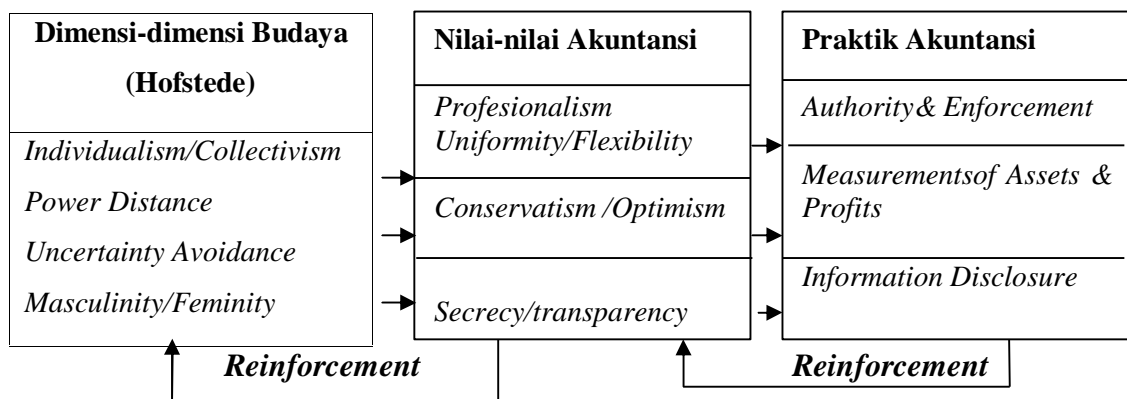 Dimensi-dimensi Budaya
(Hofstede)
Individualism/Collectivism
Power Distance
Uncertainty Avoidance
Masculinity/Feminity
Nilai-nilai Akuntansi
Profesionalism
Uniformity/Flexibility
Conservatism /Optimism
Secrecy/transparency
Praktik Akuntansi
Authority& Enforcement
Measurementsof Assets &
Profits
Information Disclosure
Reinforcement
Reinforcement